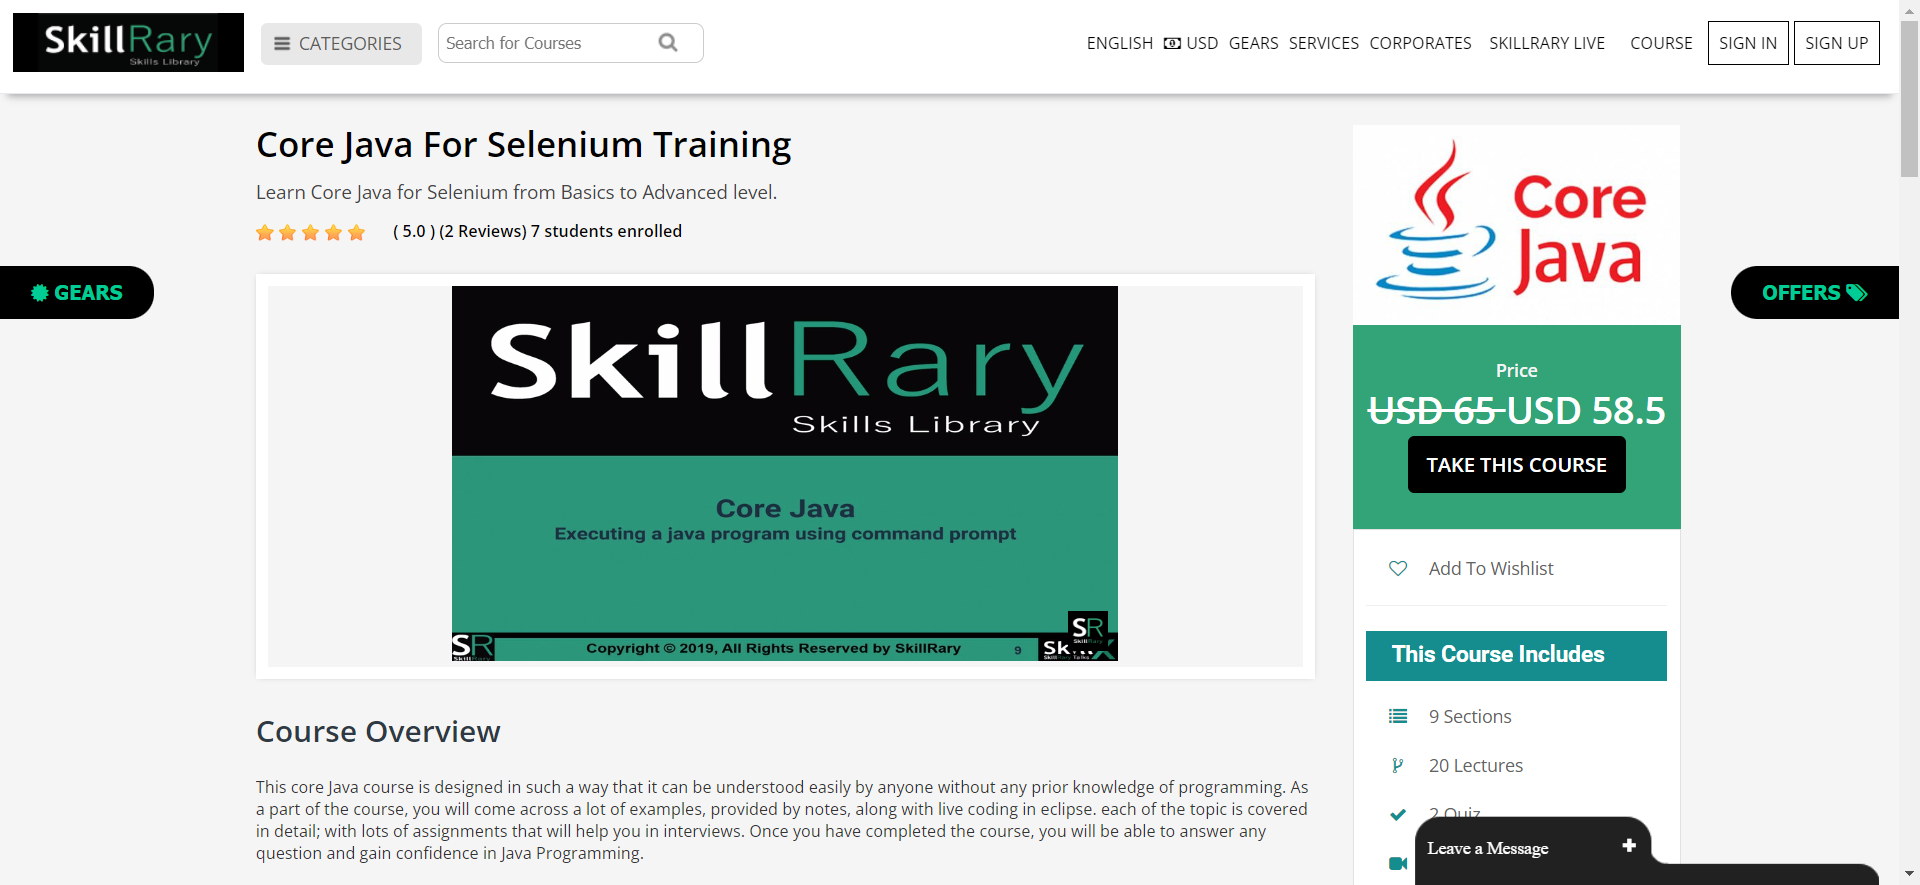 SkillRary
Skills Library
CATEGORIES
Search for Courses
ENGLISH USD GEARS SERVICES CORPORATES SKILLRARY LIVE COURSE SIGN IN SIGN UP
Core Java For Selenium Training
Learn Core Java for Selenium from Basics to Advanced level.
( 5.0 ) (2 Reviews) 7 students enrolled
GEARS
SkillRary
Skills Library
Core Java
Executing a java program using command prompt
SR
SkillRary
Copyright © 2019, All Rights Reserved by SkillRary
9
SR
SkillRary
Course Overview
This core Java course is designed in such a way that it can be understood easily by anyone without any prior knowledge of programming. As
a part of the course, you will come across a lot of examples, provided by notes, along with live coding in eclipse. each of the topic is covered
in detail; with lots of assignments that will help you in interviews. Once you have completed the course, you will be able to answer any
question and gain confidence in Java Programming.
Core
Java
OFFERS
Price
USD 65 USD 58.5
TAKE THIS COURSE
Add To Wishlist
This Course Includes
9 Sections
20 Lectures
2 Quiz
Leave a Message